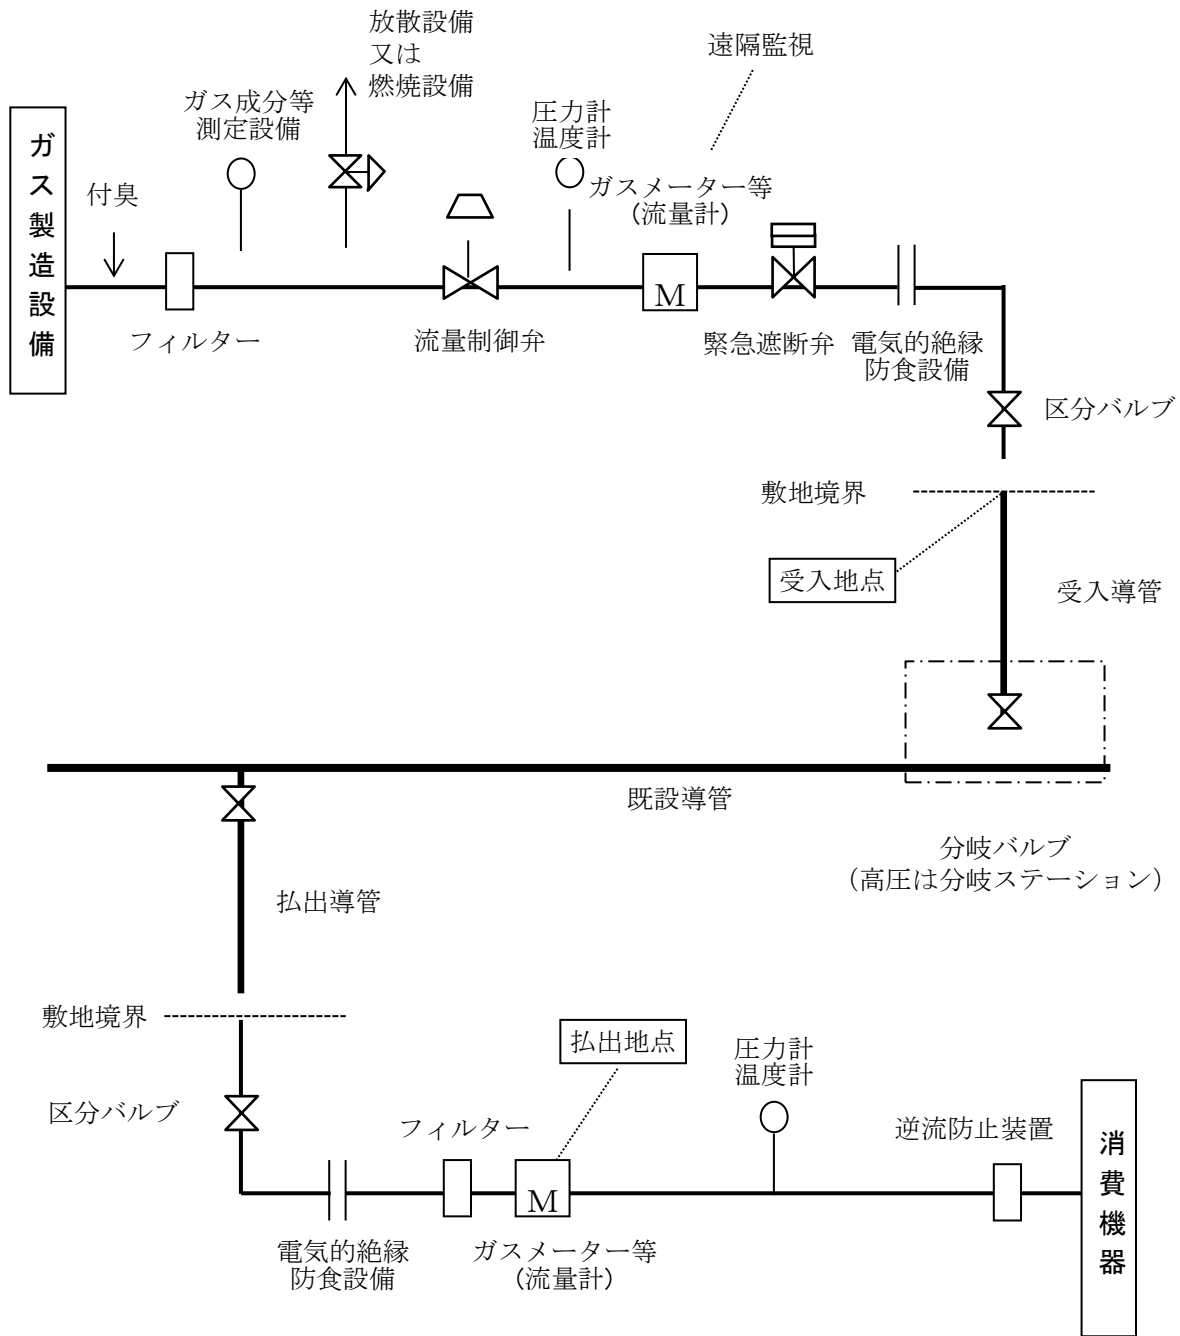 放散設備
又は
燃焼設備
遠隔監視
ガス成分等
測定設備
圧力計
温度計
ガス製造設備
付臭
ガスメーター等
(流量計)
M
フィルター
流量制御弁
緊急遮断弁
電気的絶縁
防食設備
区分バルブ
敷地境界
受入地点
受入導管
既設導管
分岐バルブ
（高圧は分岐ステーション）
払出導管
敷地境界
払出地点
圧力計
温度計
区分バルブ
フィルター
逆流防止装置
消費機器
M
電気的絶縁
防食設備
ガスメーター等
(流量計)